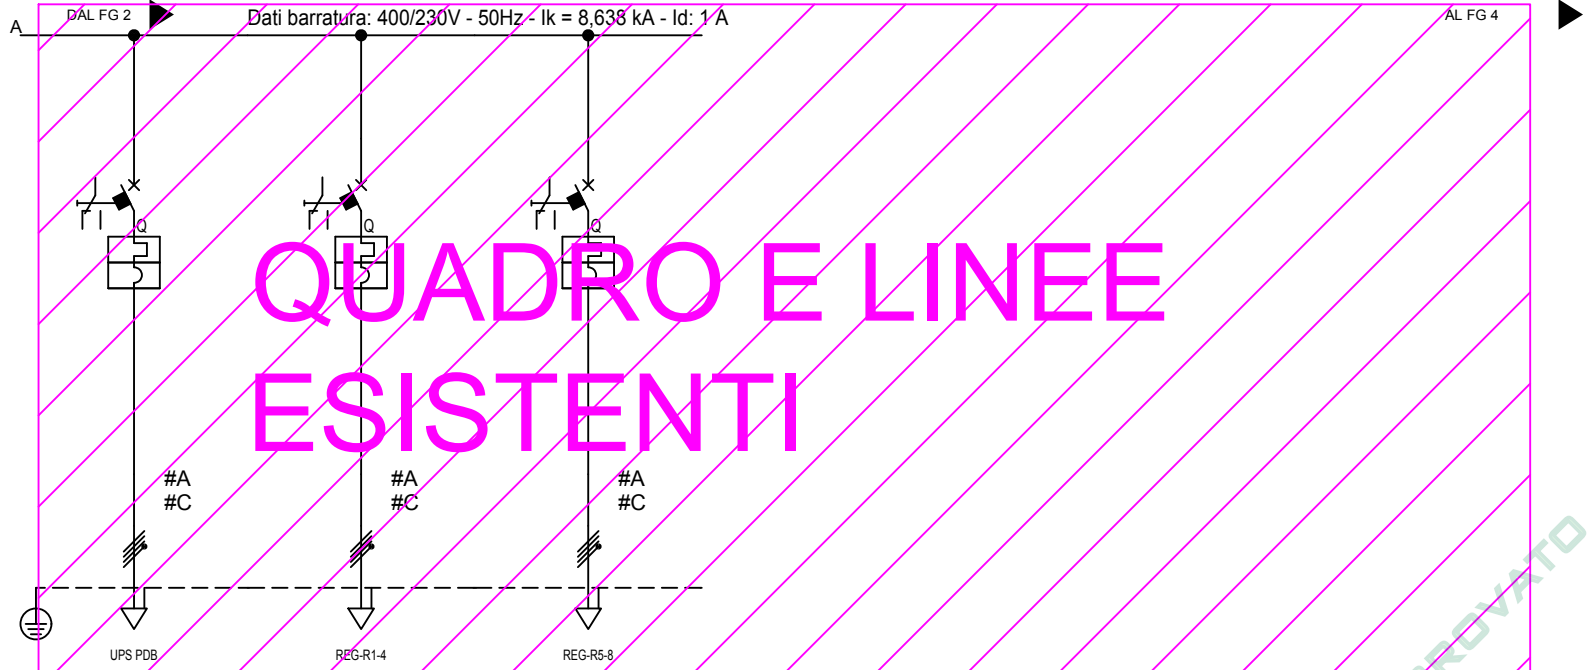 DAL FG 2
Dati barratura: 400/230V - 50Hz - Ik = 8,638 kA - Id: 1 A
AL FG 4
A
Q
Q
Q
QUADRO E LINEE
ESISTENTI
#A
#C
#A
#C
#A
#C
UPS PDB
REG-R1-4
REG-R5-8
ROVATO